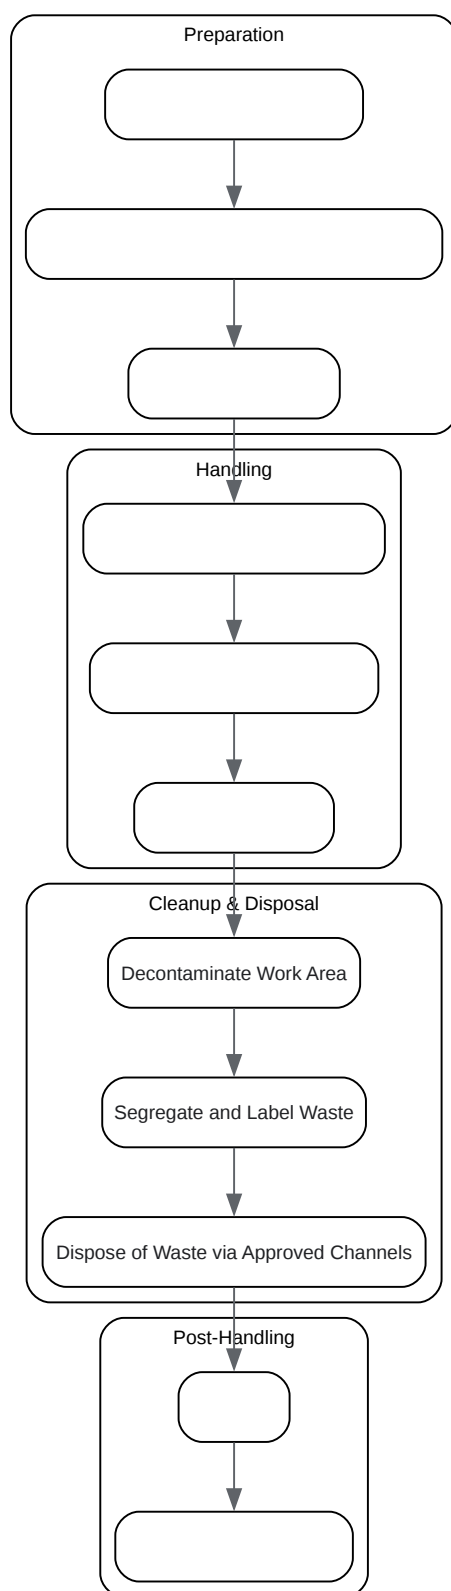 Preparation
Handling
Cleanup & Disposal
Decontaminate Work Area
Segregate and Label Waste
Dispose of Waste via Approved Channels
Post-Handling